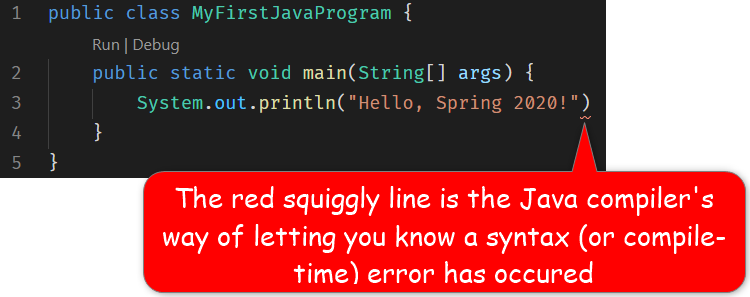 1 public class MyFirstJavaProgram {
Run | Debug
2 public static void main(String[] args) {
3 System.out.println("Hello, Spring 2020!")
4 }
5 }
The red squiggly line is the Java compiler's
way of letting you know a syntax (or compile-
time) error has occured